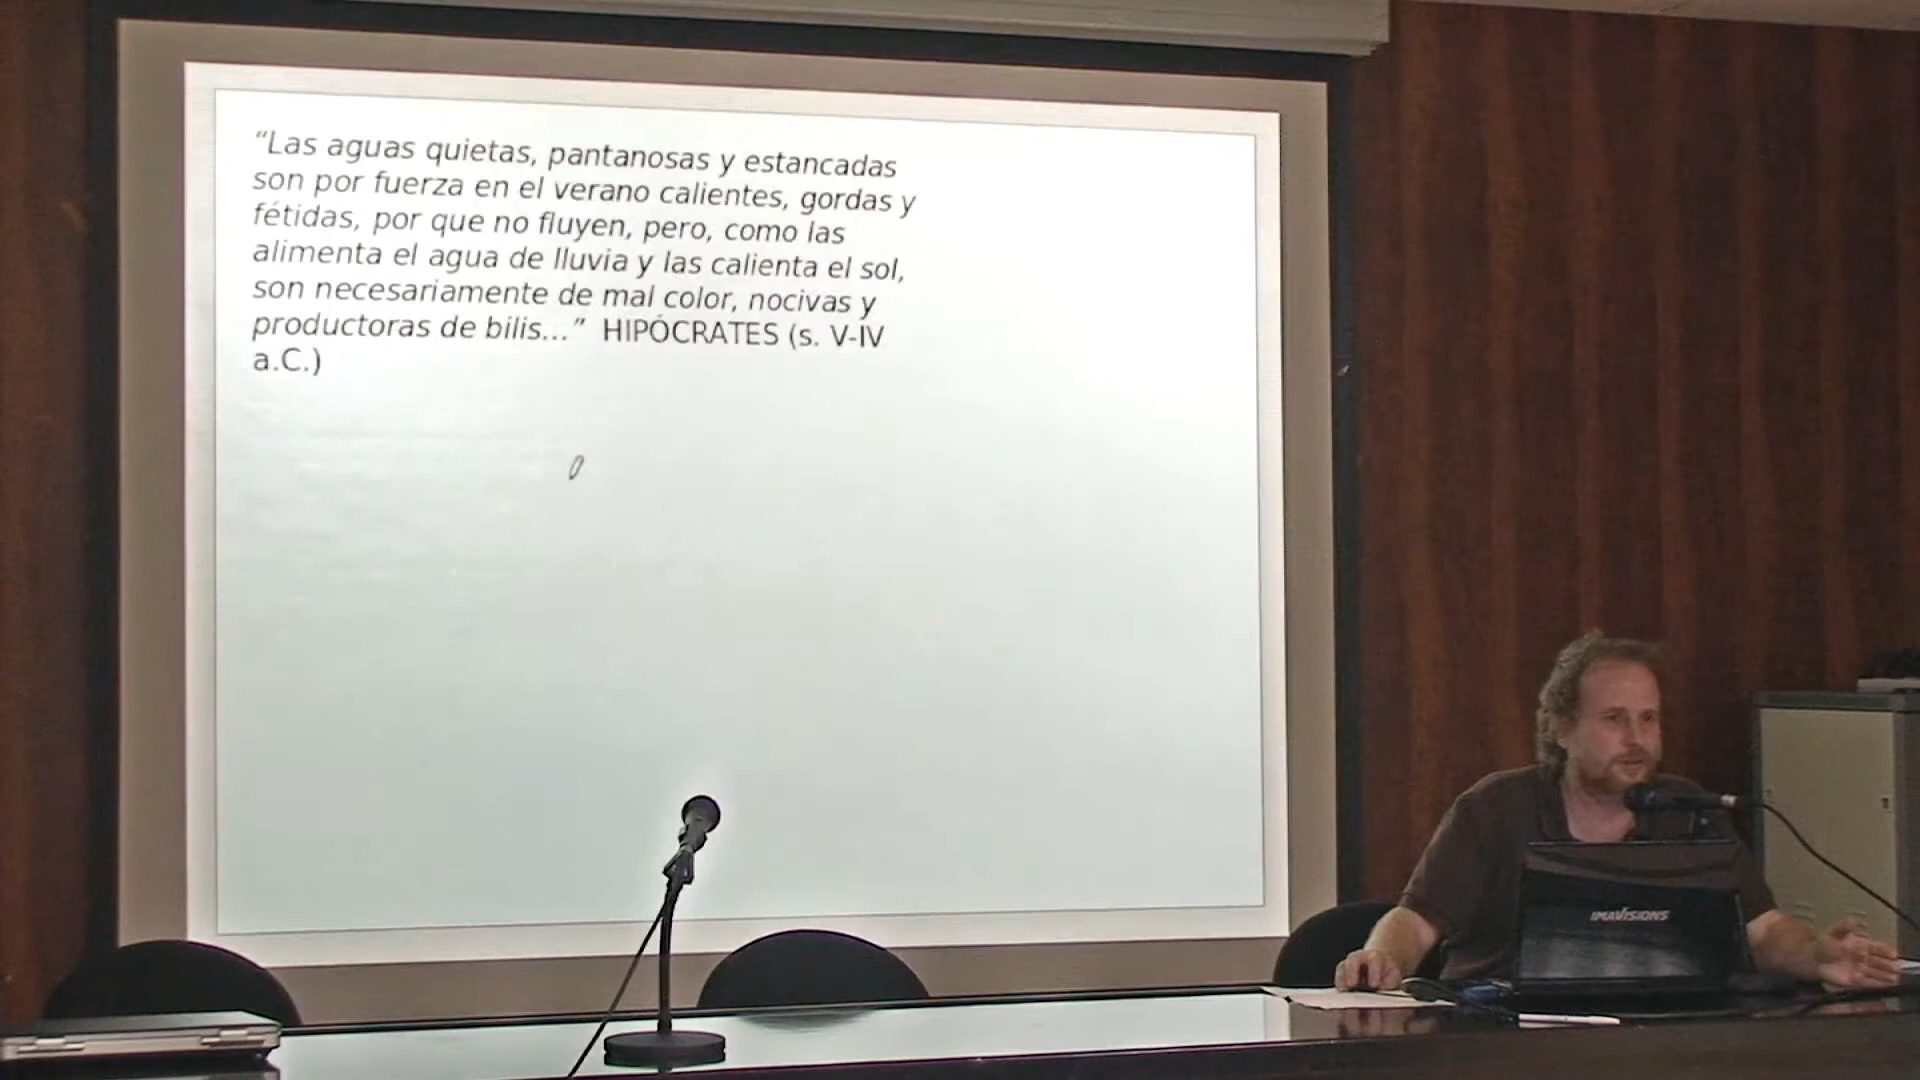 “Las aguas quietas, pantanosas y estancadas
son por fuerza en el verano calientes, gordas y
fétidas, por que no fluyen, pero, como las
alimenta el agua de lluvia y las calienta el sol,
son necesariamente de mal color, nocivas y
productoras de bilis...” HIPÓCRATES (s. V-IV
a.C.)
IMAVISIONS